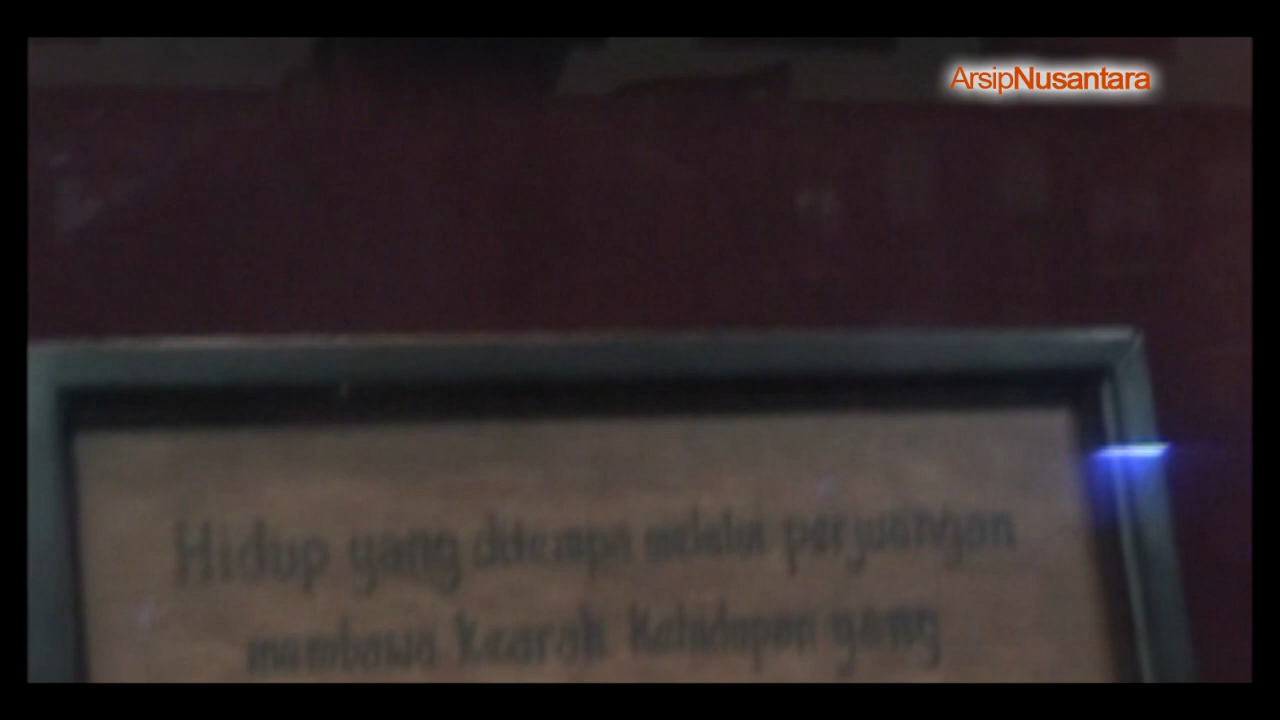 ArsipNusantara
Hidup yang ditempa melalui perjuangan
membawa kearah kehidupan yang